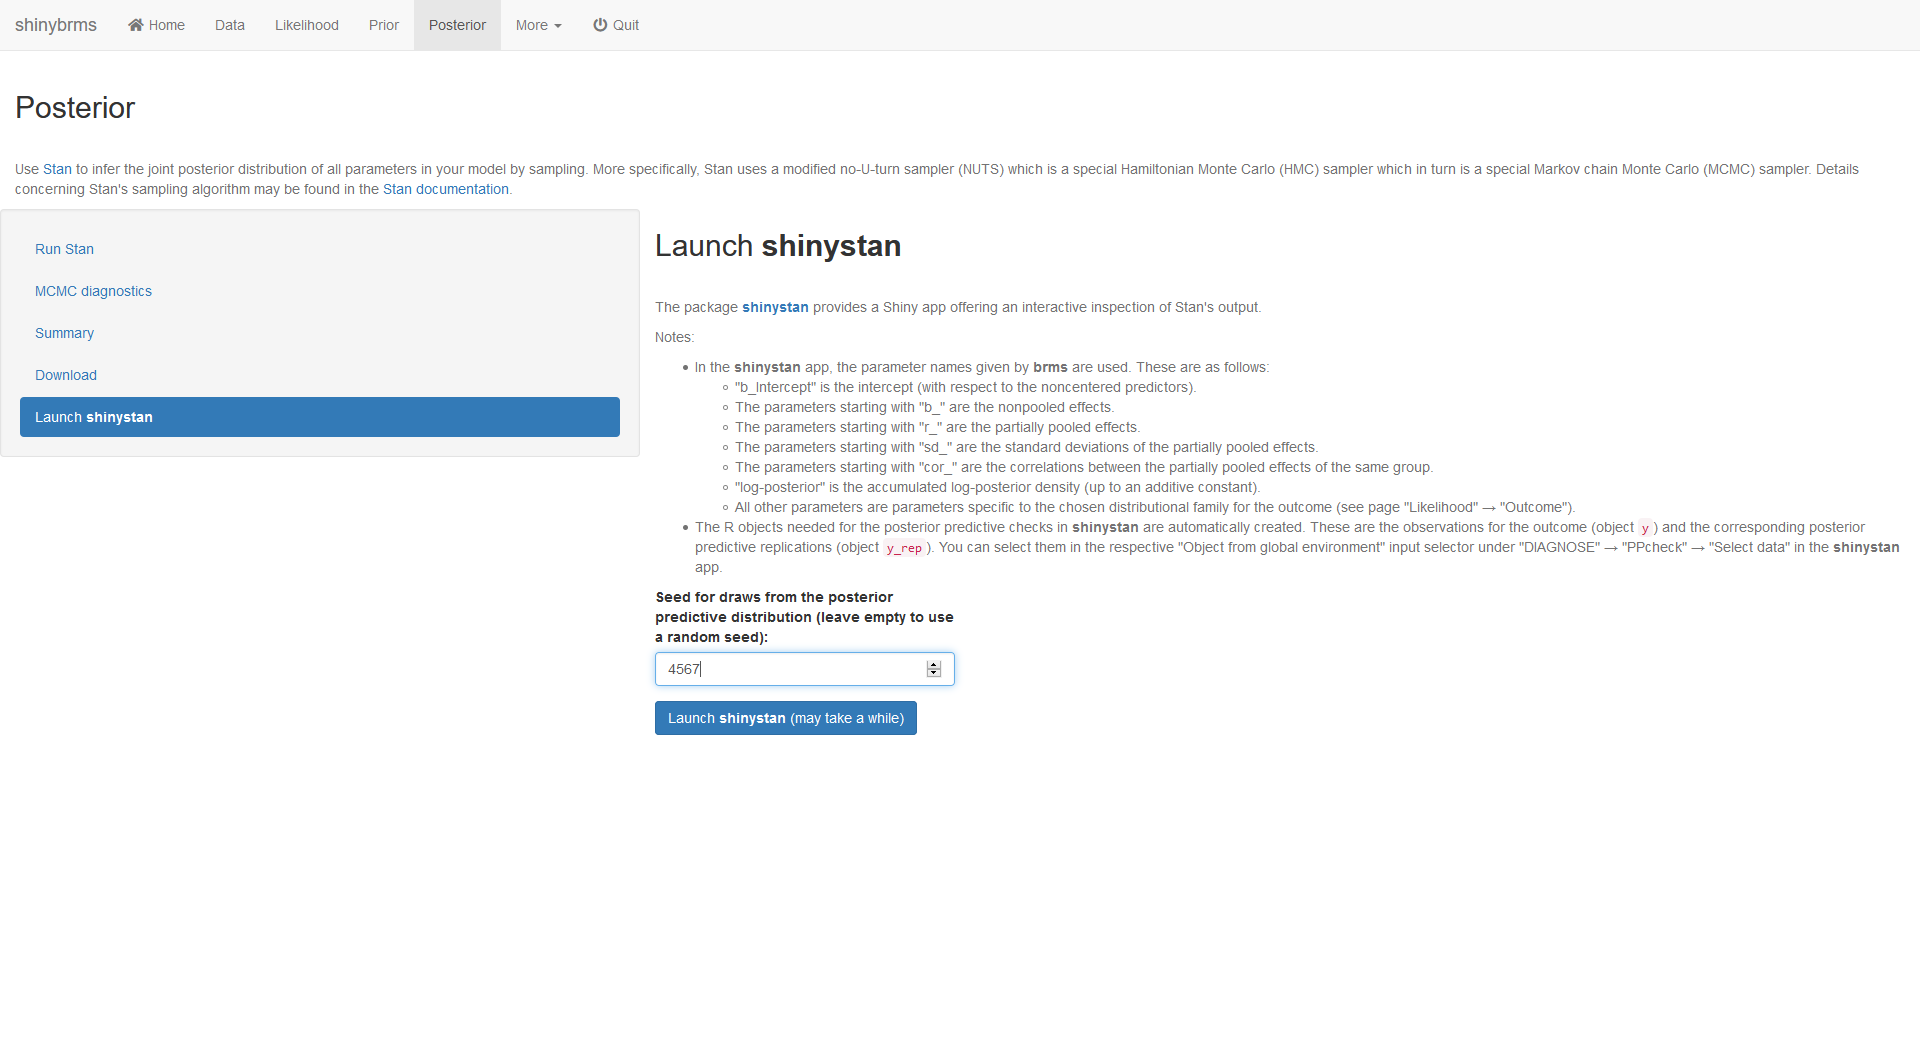 shinybrms Home Data Likelihood Prior Posterior More Quit
Posterior
Use Stan to infer the joint posterior distribution of all parameters in your model by sampling. More specifically, Stan uses a modified no-U-turn sampler (NUTS) which is a special Hamiltonian Monte Carlo (HMC) sampler which in turn is a special Markov chain Monte Carlo (MCMC) sampler. Details
concerning Stan's sampling algorithm may be found in the Stan documentation.
Run Stan
MCMC diagnostics
Summary
Download
Launch shinystan
Launch shinystan
The package shinystan provides a Shiny app offering an interactive inspection of Stan's output.
Notes:
• In the shinystan app, the parameter names given by brms are used. These are as follows:
◦ "b_Intercept" is the intercept (with respect to the noncentered predictors).
◦ The parameters starting with "b_" are the nonpooled effects.
◦ The parameters starting with "r_" are the partially pooled effects.
◦ The parameters starting with "sd_" are the standard deviations of the partially pooled effects.
◦ The parameters starting with "cor_" are the correlations between the partially pooled effects of the same group.
◦ "log-posterior" is the accumulated log-posterior density (up to an additive constant).
◦ All other parameters are parameters specific to the chosen distributional family for the outcome (see page "Likelihood" → "Outcome").
• The R objects needed for the posterior predictive checks in shinystan are automatically created. These are the observations for the outcome (object y) and the corresponding posterior
predictive replications (object y_rep). You can select them in the respective "Object from global environment" input selector under "DIAGNOSE" → "PPcheck" → "Select data" in the shinystan
app.
Seed for draws from the posterior
predictive distribution (leave empty to use
a random seed):
4567
Launch shinystan (may take a while)